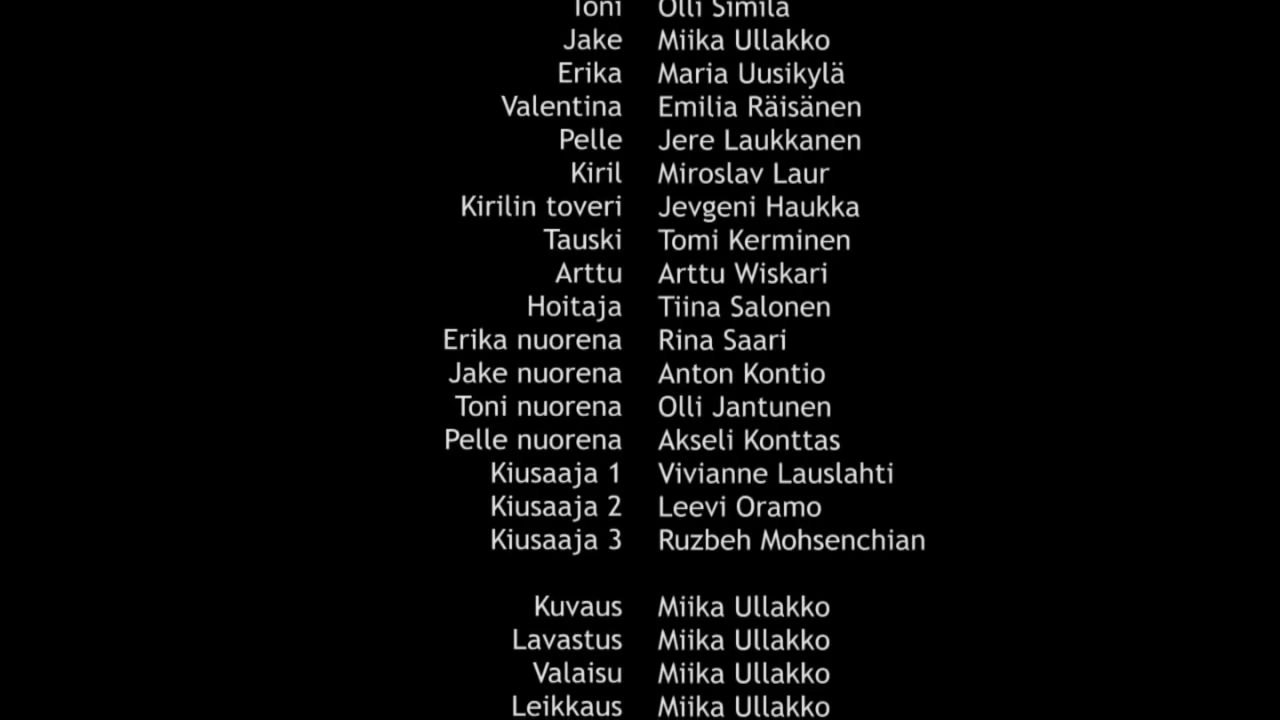 Toni Olli Similä
Jake Miika Ullakko
Erika Maria Uusikylä
Valentina Emilia Räisänen
Pelle Jere Laukkanen
Kiril Miroslav Laur
Kirilin toveri Jevgeni Haukka
Tauski Tomi Kerminen
Arttu Arttu Wiskari
Hoitaja Tiina Salonen
Erika nuorena Rina Saari
Jake nuorena Anton Kontio
Toni nuorena Olli Jantunen
Pelle nuorena Akseli Konttas
Kiusaaja 1 Vivianne Lauslahti
Kiusaaja 2 Leevi Oramo
Kiusaaja 3 Ruzbeh Mohsenchian
Kuvaus Miika Ullakko
Lavastus Miika Ullakko
Valaisu Miika Ullakko
Leikkaus Miika Ullakko